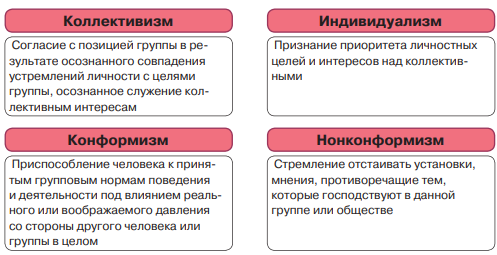 Коллективизм
Согласие с позицией группы в ре-
зультате осознанного совпадения
устремлений личности с целями
группы, осознанное служение кол-
лективным интересам
Индивидуализм
Признание приоритета личностных
целей и интересов над коллектив-
ными
Конформизм
Приспособление человека к приня-
тым групповым нормам поведения
и деятельности под влиянием реаль-
ного или воображаемого давления
со стороны другого человека или
группы в целом
Нонконформизм
Стремление отстаивать установки,
мнения, противоречащие тем,
которые господствуют в данной
группе или обществе